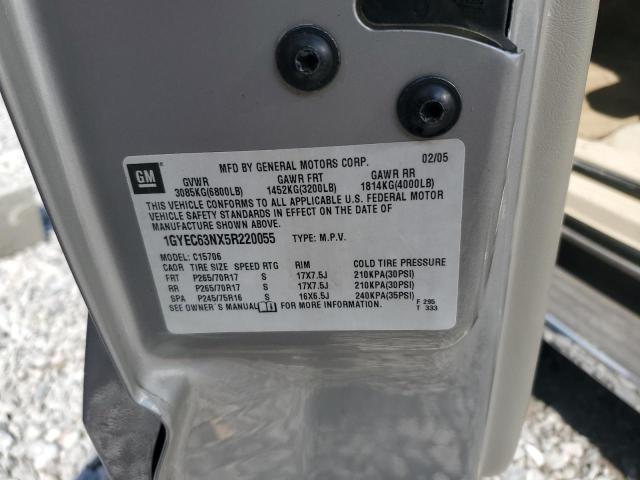 GM
MFD BY GENERAL MOTORS CORP. 02/05
GVWR GAWR FRT GAWR RR
3085KG(6800LB) 1452KG(3200LB) 1814KG(4000LB)
THIS VEHICLE CONFORMS TO ALL APPLICABLE U.S. FEDERAL MOTOR
VEHICLE SAFETY STANDARDS IN EFFECT ON THE DATE OF
MANUFACTURE SHOWN ABOVE.
1GYEC63NX5R220055 TYPE: M.P.V.
MODEL: C15706
CADR TIRE SIZE SPEED RTG RIM COLD TIRE PRESSURE
FRT P265/70R17 S 17X7.5J 210KPA(30PSI)
RR P265/70R17 S 17X7.5J 210KPA(30PSI)
SPA P245/75R16 S 16X6.5J 240KPA(35PSI)
SEE OWNER'S MANUAL FOR MORE INFORMATION. F 295
T 333